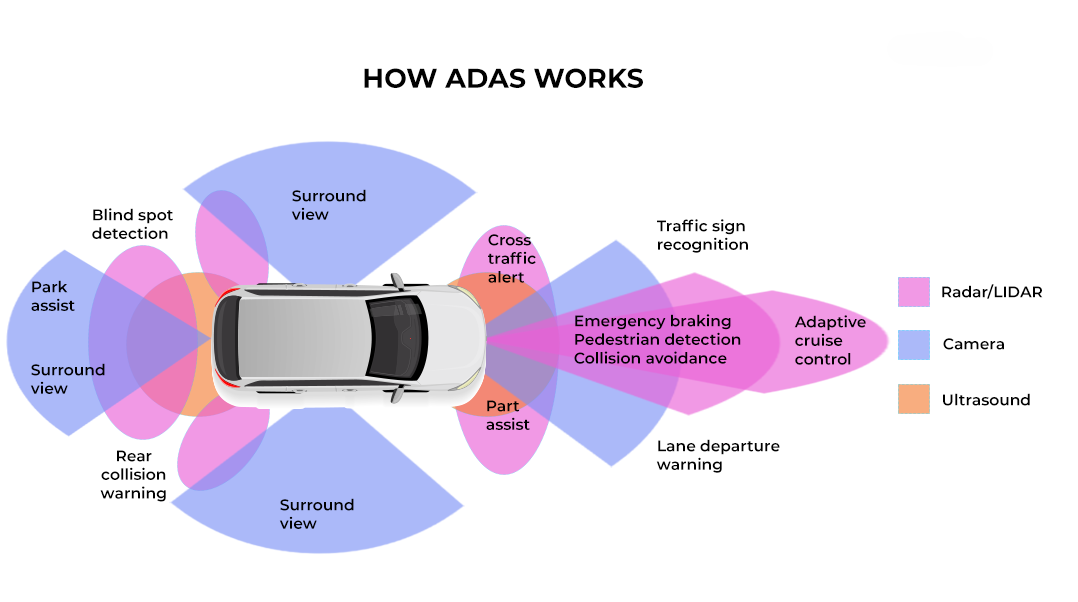 HOW ADAS WORKS
Surround
view
Blind spot
detection
Park
assist
Surround
view
Rear
collision
warning
Surround
view
Cross
traffic
alert
Part
assist
Traffic sign
recognition
Emergency braking
Pedestrian detection
Collision avoidance
Adaptive
cruise
control
Lane departure
warning
Radar/LIDAR
Camera
Ultrasound